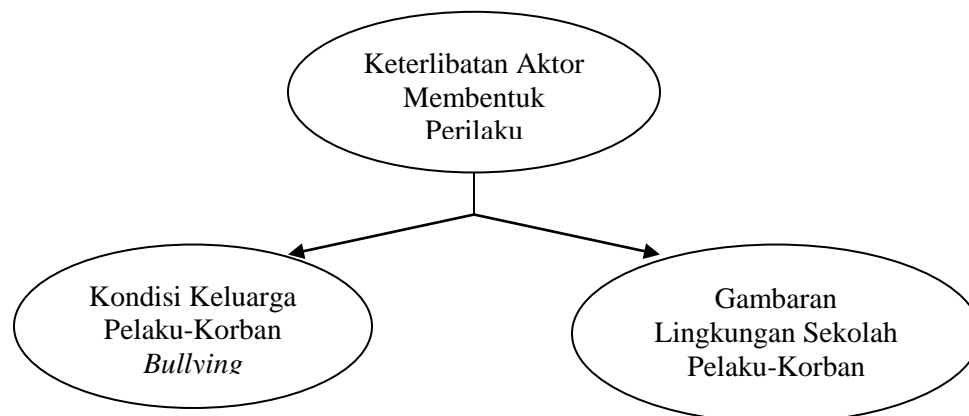 Keterlibatan Aktor
Membentuk
Perilaku
Kondisi Keluarga
Pelaku-Korban
Bullying
Gambaran
Lingkungan Sekolah
Pelaku-Korban